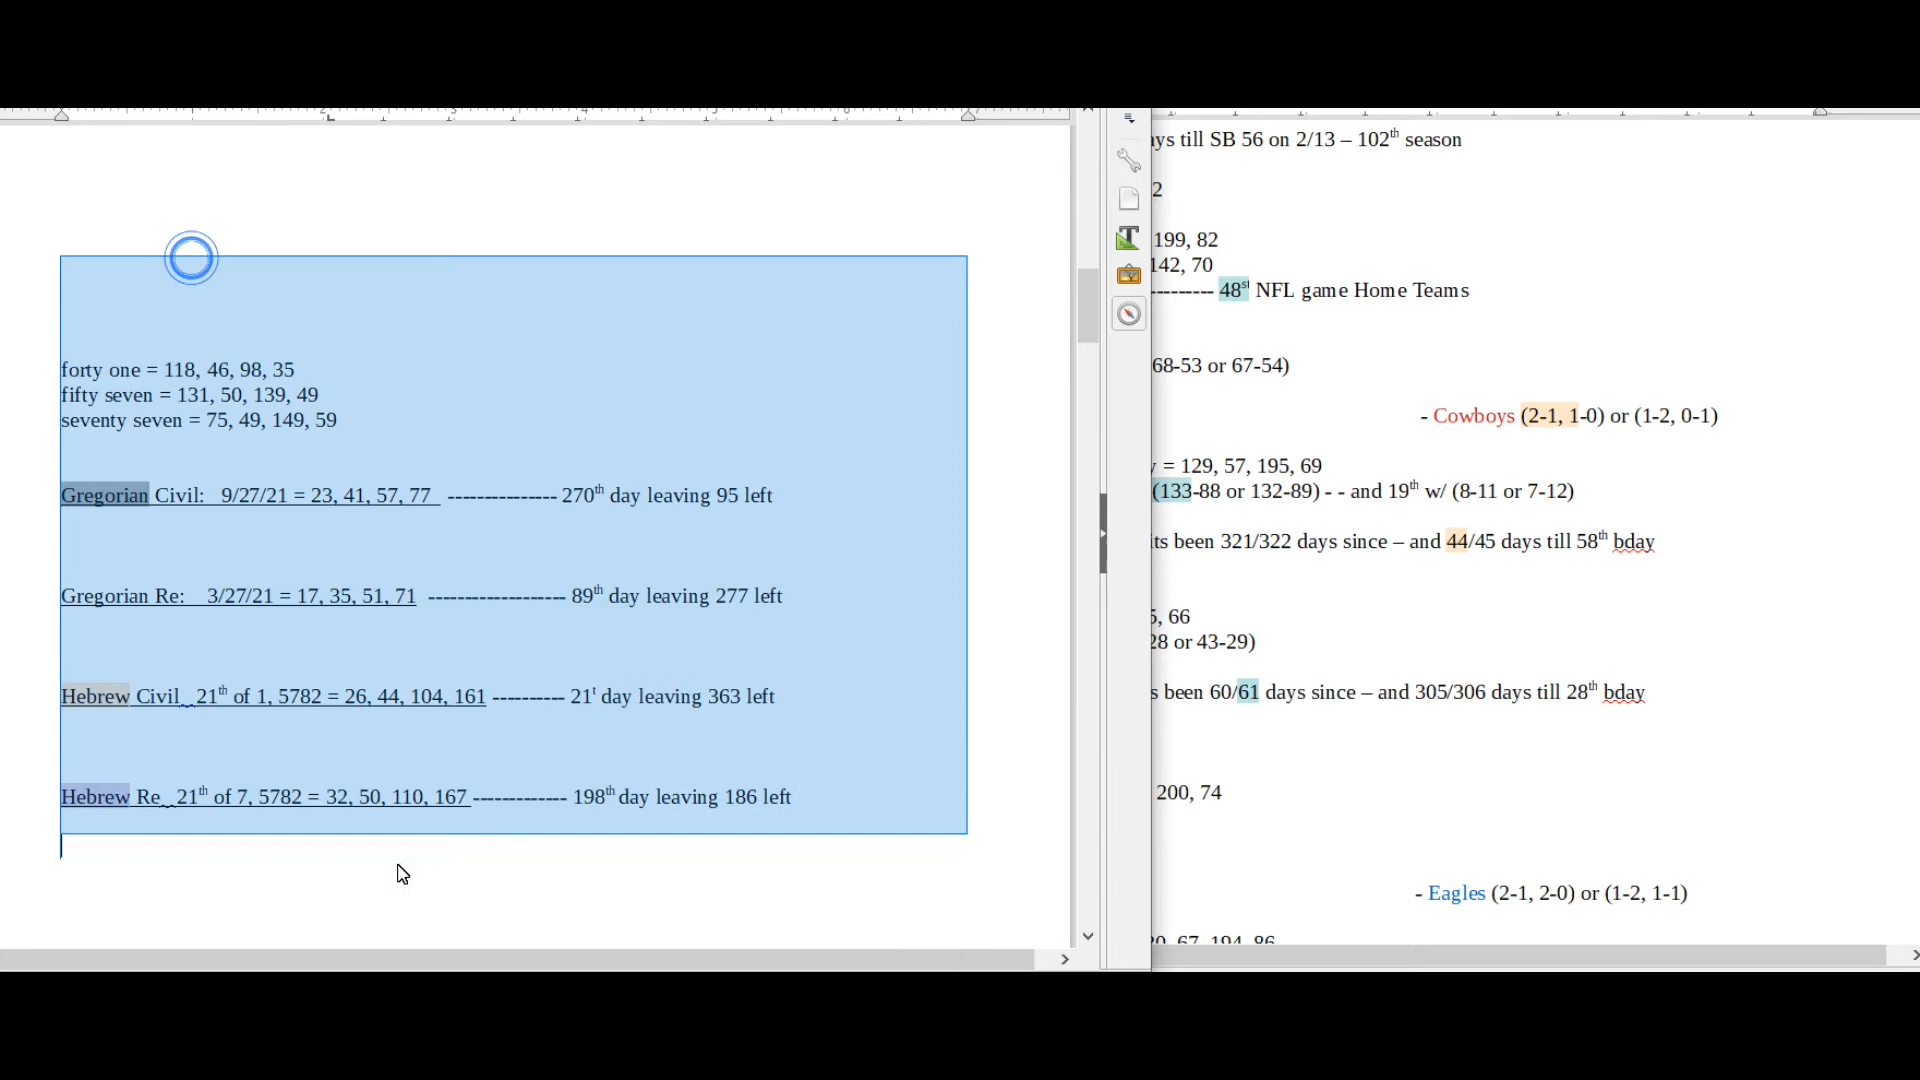 forty one = 118, 46, 98, 35
fifty seven = 131, 50, 139, 49
seventy seven = 75, 49, 149, 59
Gregorian Civil: 9/27/21 = 23, 41, 57, 77 --------------- 270th day leaving 95 left
Gregorian Re: 3/27/21 = 17, 35, 51, 71 ------------------- 89th day leaving 277 left
Hebrew Civil 21th of 1, 5782 = 26, 44, 104, 161 ---------- 21t day leaving 363 left
Hebrew Re 21th of 7, 5782 = 32, 50, 110, 167 ------------- 198th day leaving 186 left
ays till SB 56 on 2/13 – 102th season
2
199, 82
142, 70
--------- 48st NFL game Home Teams
68-53 or 67-54)
- Cowboys (2-1, 1-0) or (1-2, 0-1)
= 129, 57, 195, 69
(133-88 or 132-89) - - and 19th w/ (8-11 or 7-12)
its been 321/322 days since – and 44/45 days till 58th bday
, 66
28 or 43-29)
s been 60/61 days since – and 305/306 days till 28th bday
200, 74
- Eagles (2-1, 2-0) or (1-2, 1-1)
67, 194, 86